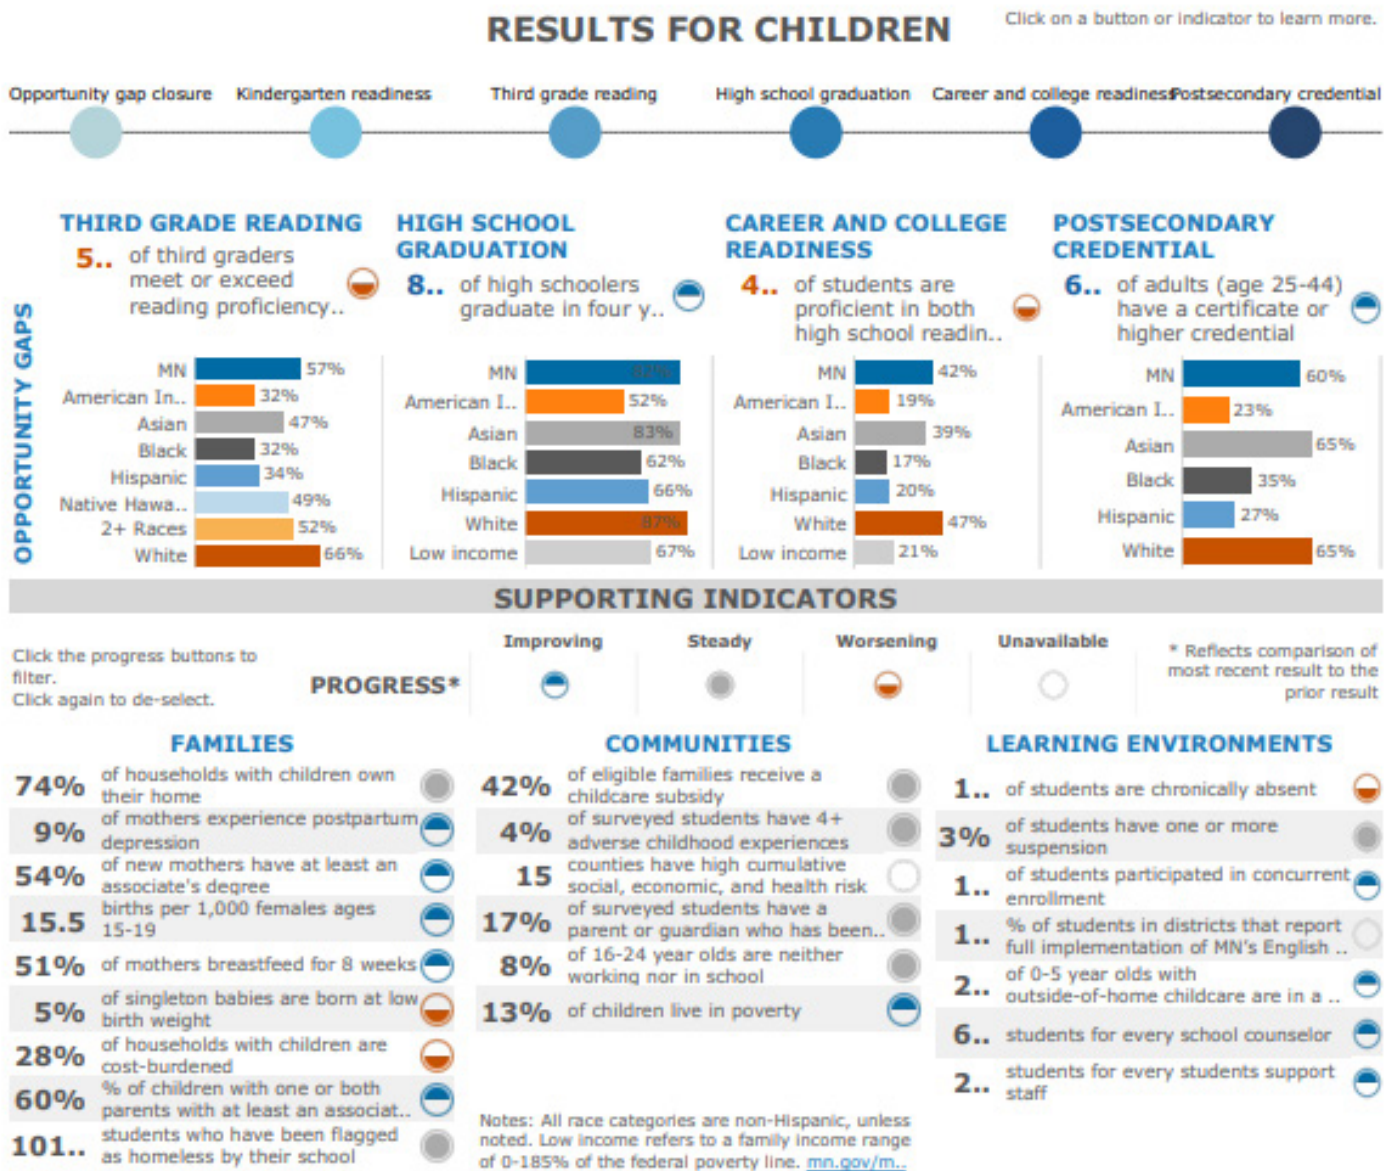 RESULTS FOR CHILDREN
Click on a button or indicator to learn more.
Opportunity gap closure
Kindergarten readiness
Third grade reading
High school graduation
Career and college readiness
Postsecondary credential
OPPORTUNITY GAPS
THIRD GRADE READING
5.. of third graders
meet or exceed
reading proficiency..
MN 57%
American In.. 32%
Asian 47%
Black 32%
Hispanic 34%
Native Hawa.. 49%
2+ Races 52%
White 66%
HIGH SCHOOL
GRADUATION
8.. of high schoolers
graduate in four y..
MN 82%
American I.. 52%
Asian 83%
Black 62%
Hispanic 66%
White 87%
Low income 67%
CAREER AND COLLEGE
READINESS
4.. of students are
proficient in both
high school readin..
MN 42%
American I.. 19%
Asian 39%
Black 17%
Hispanic 20%
White 47%
Low income 21%
POSTSECONDARY
CREDENTIAL
6.. of adults (age 25-44)
have a certificate or
higher credential
MN 60%
American I.. 23%
Asian 65%
Black 35%
Hispanic 27%
White 65%
SUPPORTING INDICATORS
Click the progress buttons to
filter.
Click again to de-select.
PROGRESS*
Improving
Steady
Worsening
Unavailable
* Reflects comparison of
most recent result to the
prior result
FAMILIES
74% of households with children own
their home
9% of mothers experience postpartum
depression
54% of new mothers have at least an
associate's degree
15.5 births per 1,000 females ages
15-19
51% of mothers breastfeed for 8 weeks
5% of singleton babies are born at low
birth weight
28% of households with children are
cost-burdened
60% % of children with one or both
parents with at least an associat..
101.. students who have been flagged
as homeless by their school
COMMUNITIES
42% of eligible families receive a
childcare subsidy
4% of surveyed students have 4+
adverse childhood experiences
15 counties have high cumulative
social, economic, and health risk
17% of surveyed students have a
parent or guardian who has been..
8% of 16-24 year olds are neither
working nor in school
13% of children live in poverty
Notes: All race categories are non-Hispanic, unless
noted. Low income refers to a family income range
of 0-185% of the federal poverty line. mn.gov/m..
LEARNING ENVIRONMENTS
1.. of students are chronically absent
3% of students have one or more
suspension
1.. of students participated in concurrent
enrollment
1.. % of students in districts that report
full implementation of MN's English ..
2.. of 0-5 year olds with
outside-of-home childcare are in a ..
6.. students for every school counselor
2.. students for every students support
staff